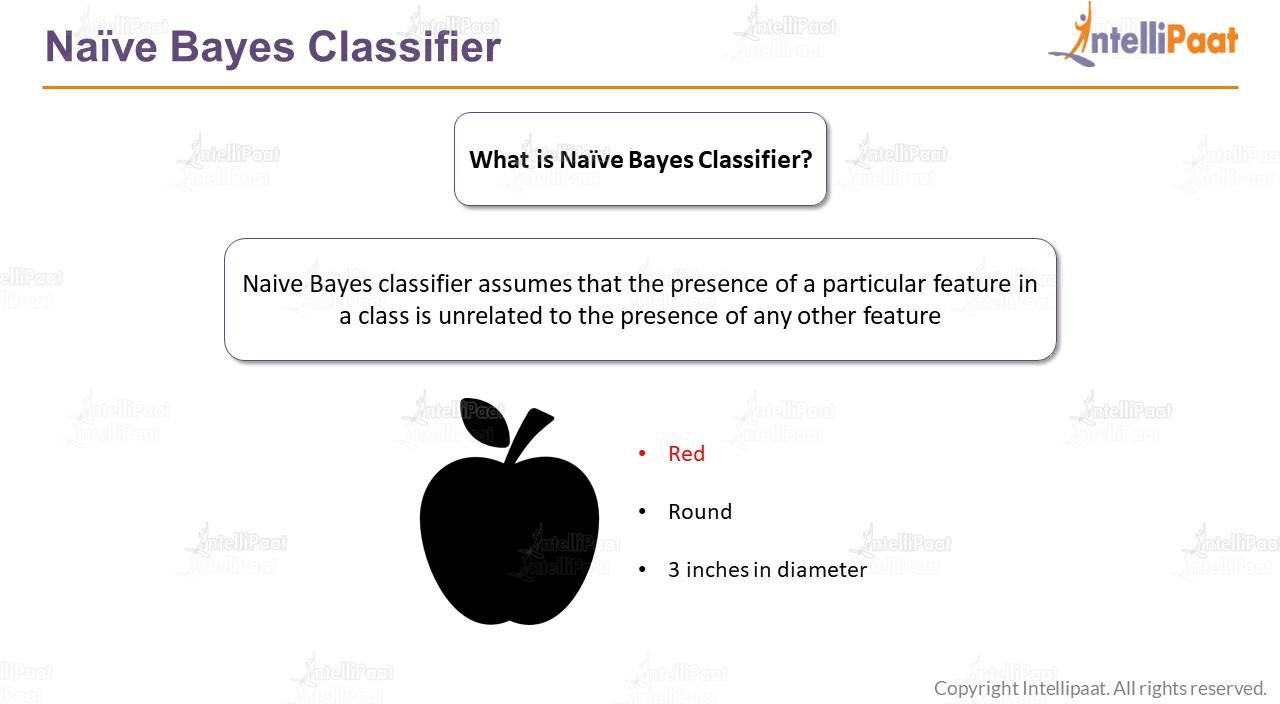 Naïve Bayes Classifier
IntelliPaat
What is Naïve Bayes Classifier?
Naive Bayes classifier assumes that the presence of a particular feature in
a class is unrelated to the presence of any other feature
• Red
• Round
• 3 inches in diameter
Copyright Intellipaat. All rights reserved.